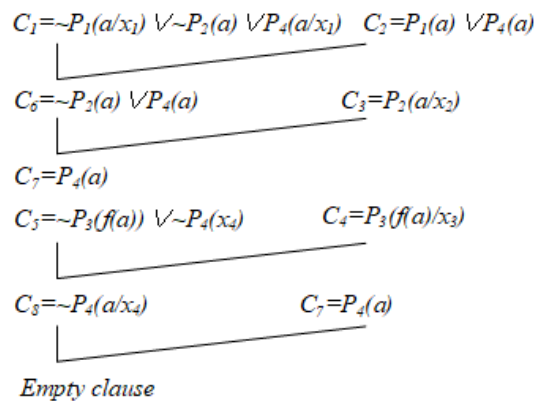 C₁=~P₁(a/x₁) ∨~P₂(a) ∨P₄(a/x₁) C₂=P₁(a) ∨P₄(a)
C₆=~P₂(a) ∨P₄(a) C₃=P₂(a/x₂)
C₇=P₄(a)
C₅=~P₃(f(a)) ∨~P₄(x₄) C₄=P₃(f(a)/x₃)
C₈=~P₄(a/x₄) C₇=P₄(a)
Empty clause